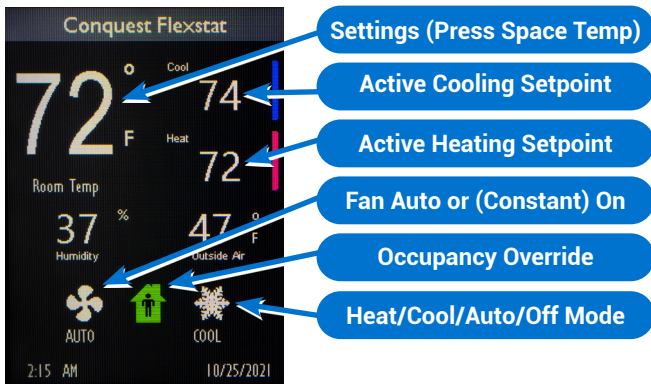 Conquest Flexstat
Settings (Press Space Temp)
72 °F
Cool
74
Active Cooling Setpoint
Heat
72
Active Heating Setpoint
Room Temp
Fan Auto or (Constant) On
37 %
47 °F
Humidity
Outside Air
Occupancy Override
Heat/Cool/Auto/Off Mode
AUTO
COOL
2:15 AM
10/25/2021